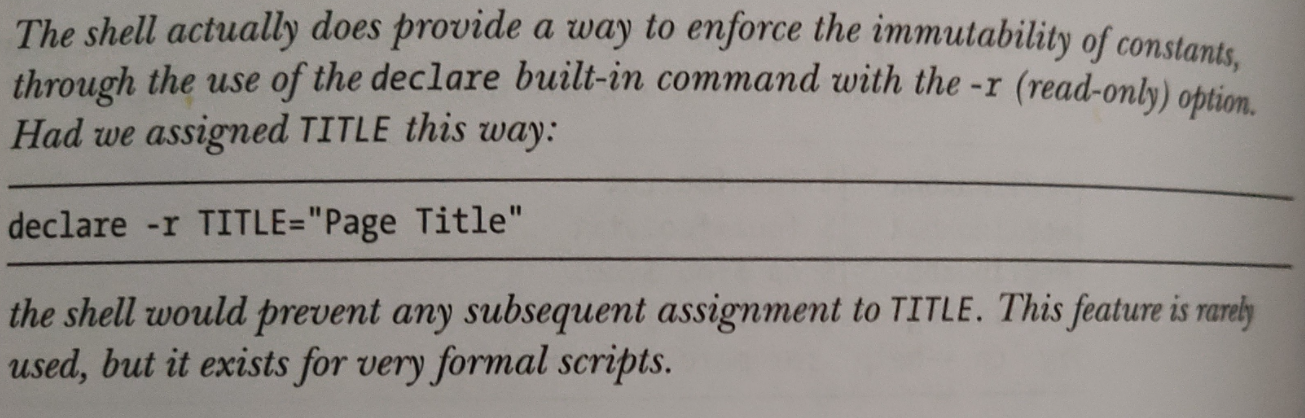 The shell actually does provide a way to enforce the immutability of constants,
through the use of the declare built-in command with the -r (read-only) option.
Had we assigned TITLE this way:
declare -r TITLE="Page Title"
the shell would prevent any subsequent assignment to TITLE. This feature is rarely
used, but it exists for very formal scripts.